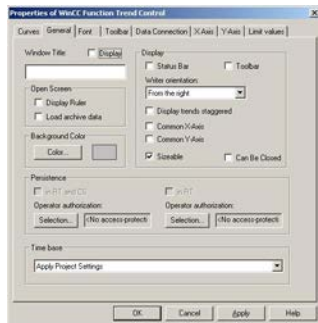 Properties of WinCC Function Trend Control
Curves General Font Toolbar Data Connection X Axis Y Axis Limit values
Window Title: Display
Display
Status Bar Toolbar
Write orientation:
From the right
Open Screen
Display Ruler
Load archive data
Display trends staggered
Common X-Axis
Common Y-Axis
Background Color
Color...
Sizeable Can Be Closed
Persistence
in RT and CS in RT
Operator authorization: Operator authorization:
Selection... <No access-protecti Selection... <No access-protecti
Time base
Apply Project Settings
OK Cancel Apply Help